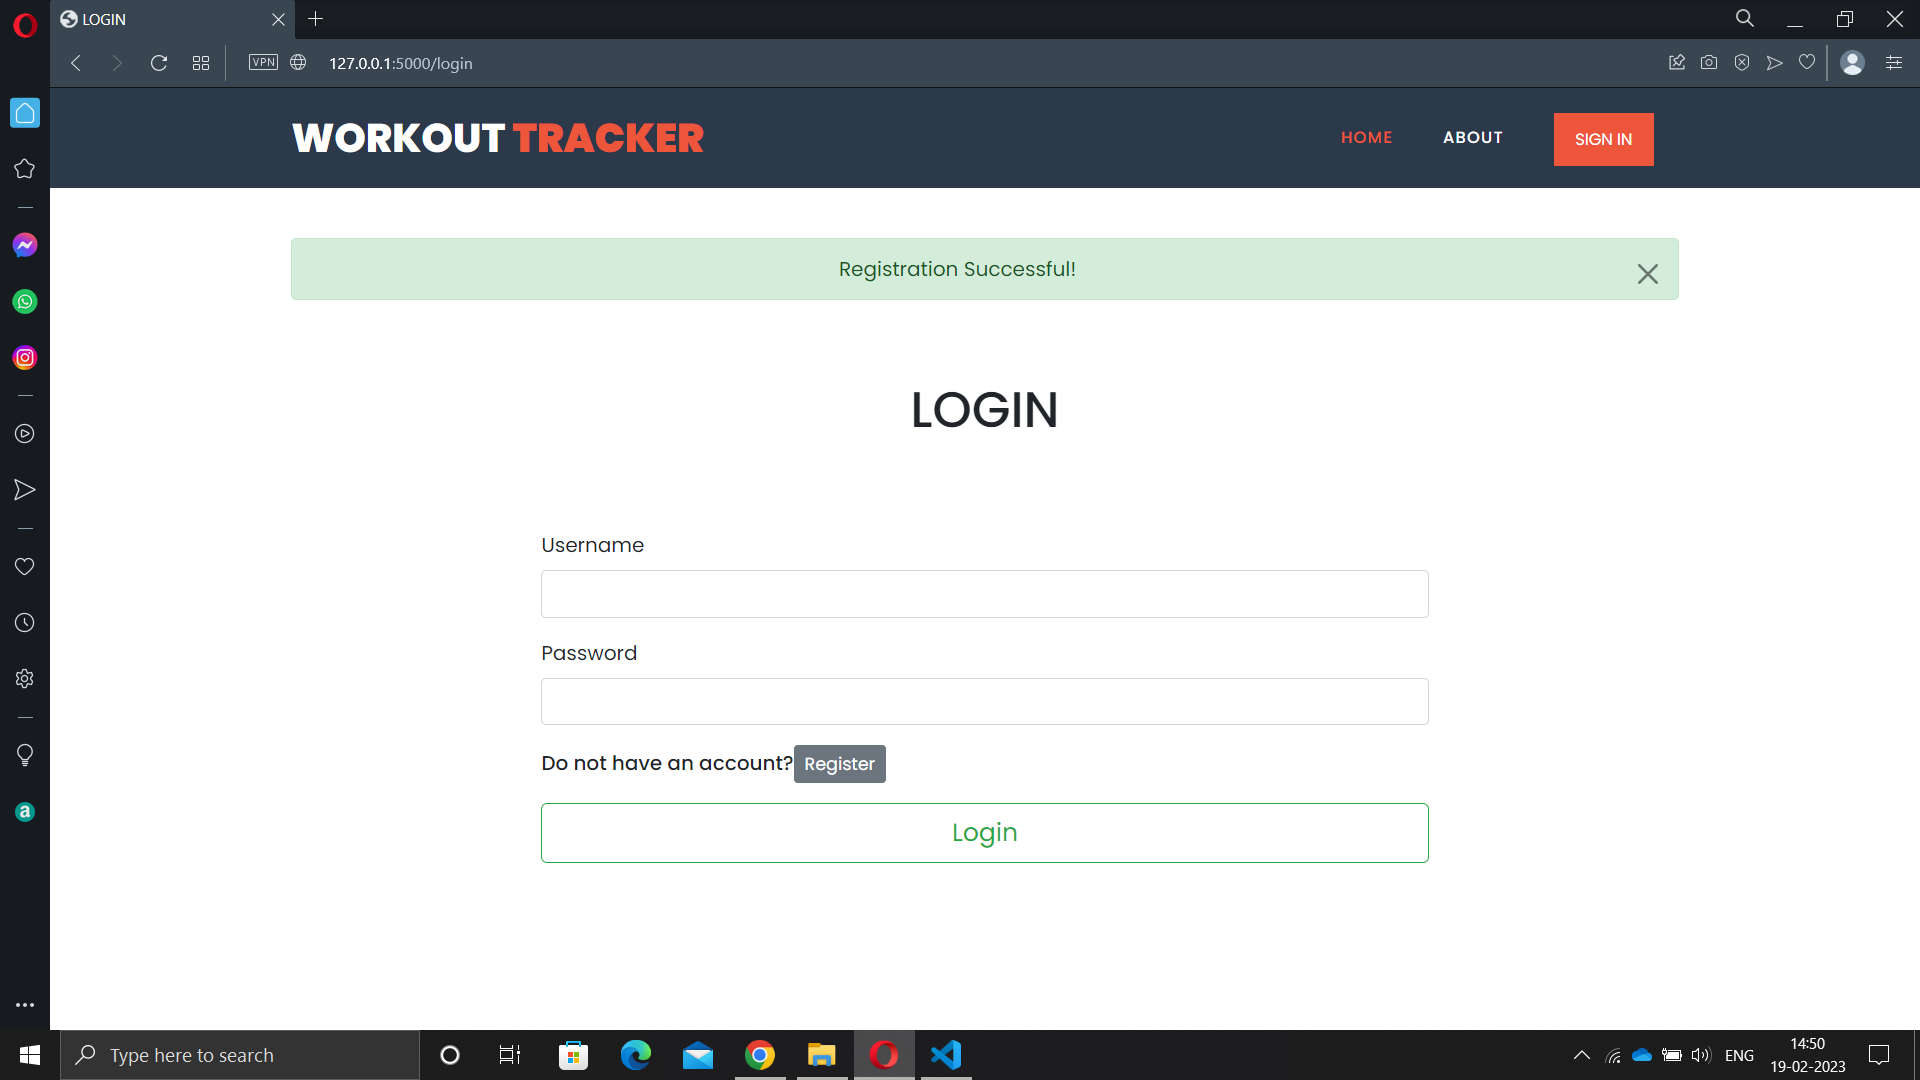 LOGIN
VPN
127.0.0.1:5000/login
WORKOUT TRACKER
HOME
ABOUT
SIGN IN
Registration Successful!
LOGIN
Username
Password
Do not have an account? Register
Login
a
Type here to search
ENG
14:50
19-02-2023